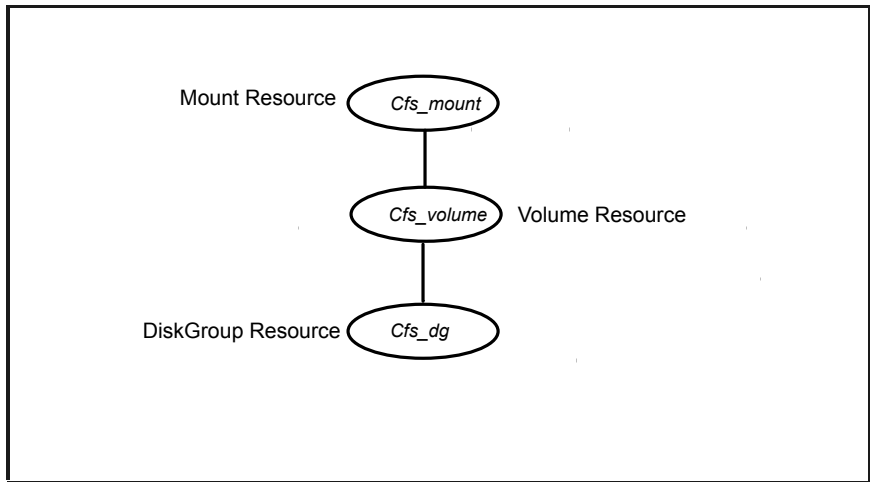 Mount Resource
Cfs_mount
Cfs_volume
Volume Resource
DiskGroup Resource
Cfs_dg